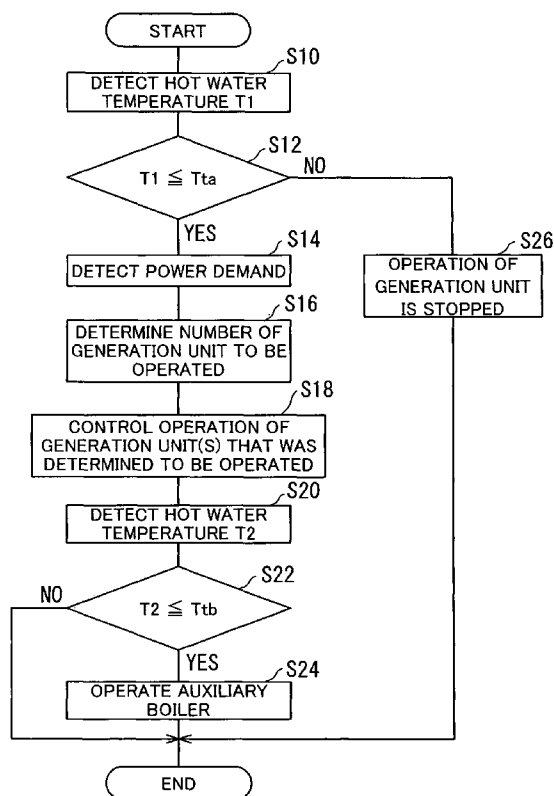 START
S10
DETECT HOT WATER
TEMPERATURE T1
S12
T1 ≦ Tta
NO
YES
S14
DETECT POWER DEMAND
S26
OPERATION OF
GENERATION UNIT
IS STOPPED
S16
DETERMINE NUMBER OF
GENERATION UNIT TO BE
OPERATED
S18
CONTROL OPERATION OF
GENERATION UNIT(S) THAT WAS
DETERMINED TO BE OPERATED
S20
DETECT HOT WATER
TEMPERATURE T2
S22
NO
T2 ≦ Ttb
YES
S24
OPERATE AUXILIARY
BOILER
END